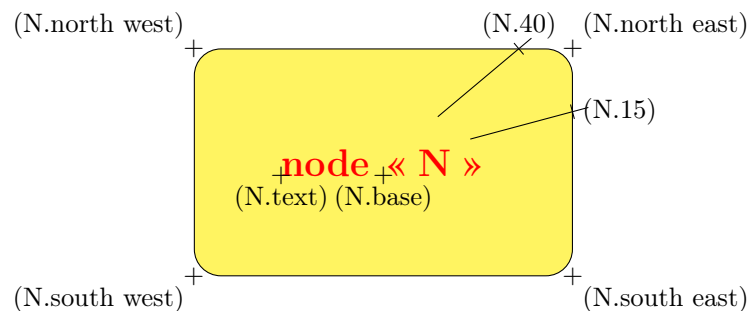 (N.north west) (N.40) (N.north east)
(N.15)
node « N »
(N.text) (N.base)
(N.south west) (N.south east)